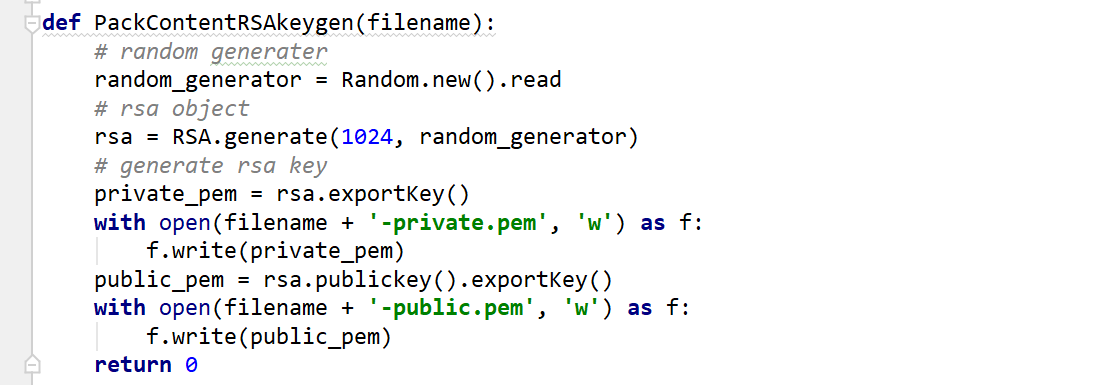 def PackContentRSAkeygen(filename):
    # random generater
    random_generator = Random.new().read
    # rsa object
    rsa = RSA.generate(1024, random_generator)
    # generate rsa key
    private_pem = rsa.exportKey()
    with open(filename + '-private.pem', 'w') as f:
        f.write(private_pem)
    public_pem = rsa.publickey().exportKey()
    with open(filename + '-public.pem', 'w') as f:
        f.write(public_pem)
    return 0